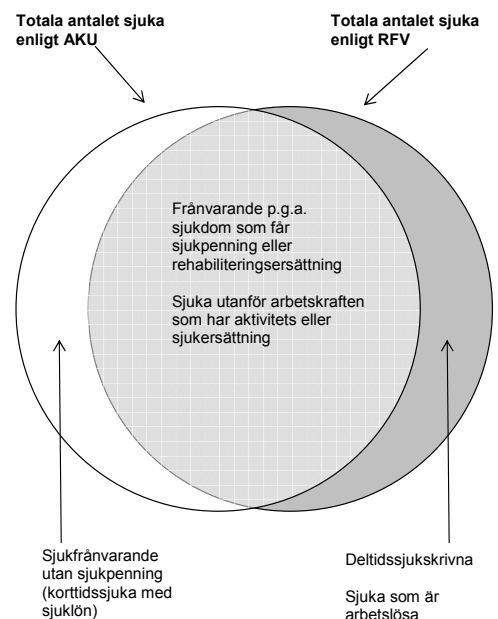 Totala antalet sjuka
enligt AKU
Totala antalet sjuka
enligt RFV
Frånvarande p.g.a.
sjukdom som får
sjukpenning eller
rehabiliteringsersättning
Sjuka utanför arbetskraften
som har aktivitets eller
sjukersättning
Sjukfrånvarande
utan sjukpenning
(korttidssjuka med
sjuklön)
Deltidssjukskrivna
Sjuka som är
arbetslösa